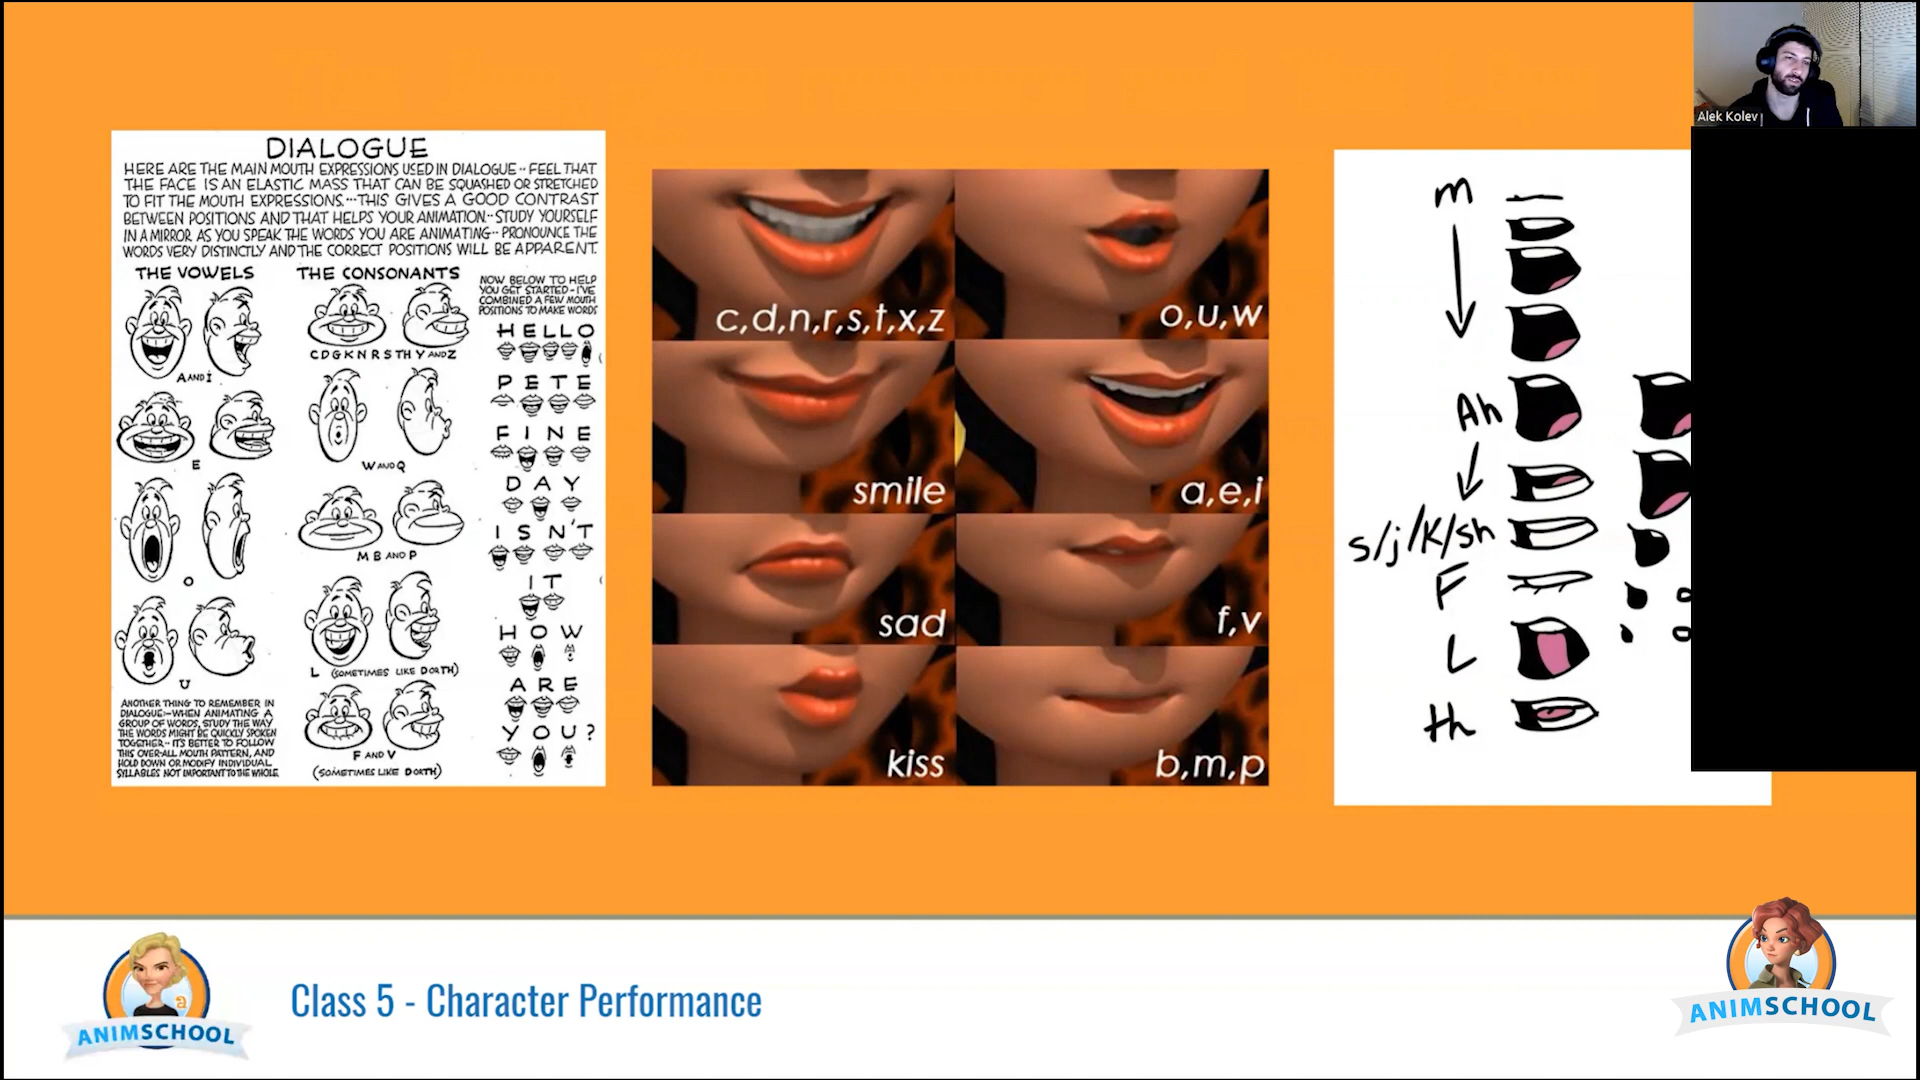 Alek Kolev
DIALOGUE
HERE ARE THE MAIN MOUTH EXPRESSIONS USED IN DIALOGUE-- FEEL THAT
THE FACE IS AN ELASTIC MASS THAT CAN BE SQUASHED OR STRETCHED
TO FIT THE MOUTH EXPRESSIONS.---THIS GIVES A GOOD CONTRAST
BETWEEN POSITIONS AND THAT HELPS YOUR ANIMATION-- STUDY YOURSELF
IN A MIRROR AS YOU SPEAK THE WORDS YOU ARE ANIMATING-- PRONOUNCE THE
WORDS VERY DISTINCTLY AND THE CORRECT POSITIONS WILL BE APPARENT.
THE VOWELS
A AND I
E
O
U
ANOTHER THING TO REMEMBER IN
DIALOGUE:-WHEN ANIMATING A
GROUP OF WORDS, STUDY THE WAY
THE WORDS MIGHT BE QUICKLY SPOKEN
TOGETHER-- IT'S BETTER TO FOLLOW
THIS OVER-ALL MOUTH PATTERN, AND
HOLD DOWN OR MODIFY INDIVIDUAL
SYLLABLES NOT IMPORTANT TO THE WHOLE
THE CONSONANTS
C D G K N R S TH Y AND Z
W AND Q
M B AND P
L (SOMETIMES LIKE D OR TH)
F AND V
(SOMETIMES LIKE D OR TH)
NOW BELOW TO HELP
YOU GET STARTED - I'VE
COMBINED A FEW MOUTH
POSITIONS TO MAKE WORDS
HELLO
PETE
FINE
DAY
ISN'T
IT
HOW
ARE
YOU?
c,d,n,r,s,t,x,z
o,u,w
smile
a,e,i
sad
f,v
kiss
b,m,p
m
Ah
s/j/K/sh
F
L
th
ANIMSCHOOL
Class 5 - Character Performance
ANIMSCHOOL